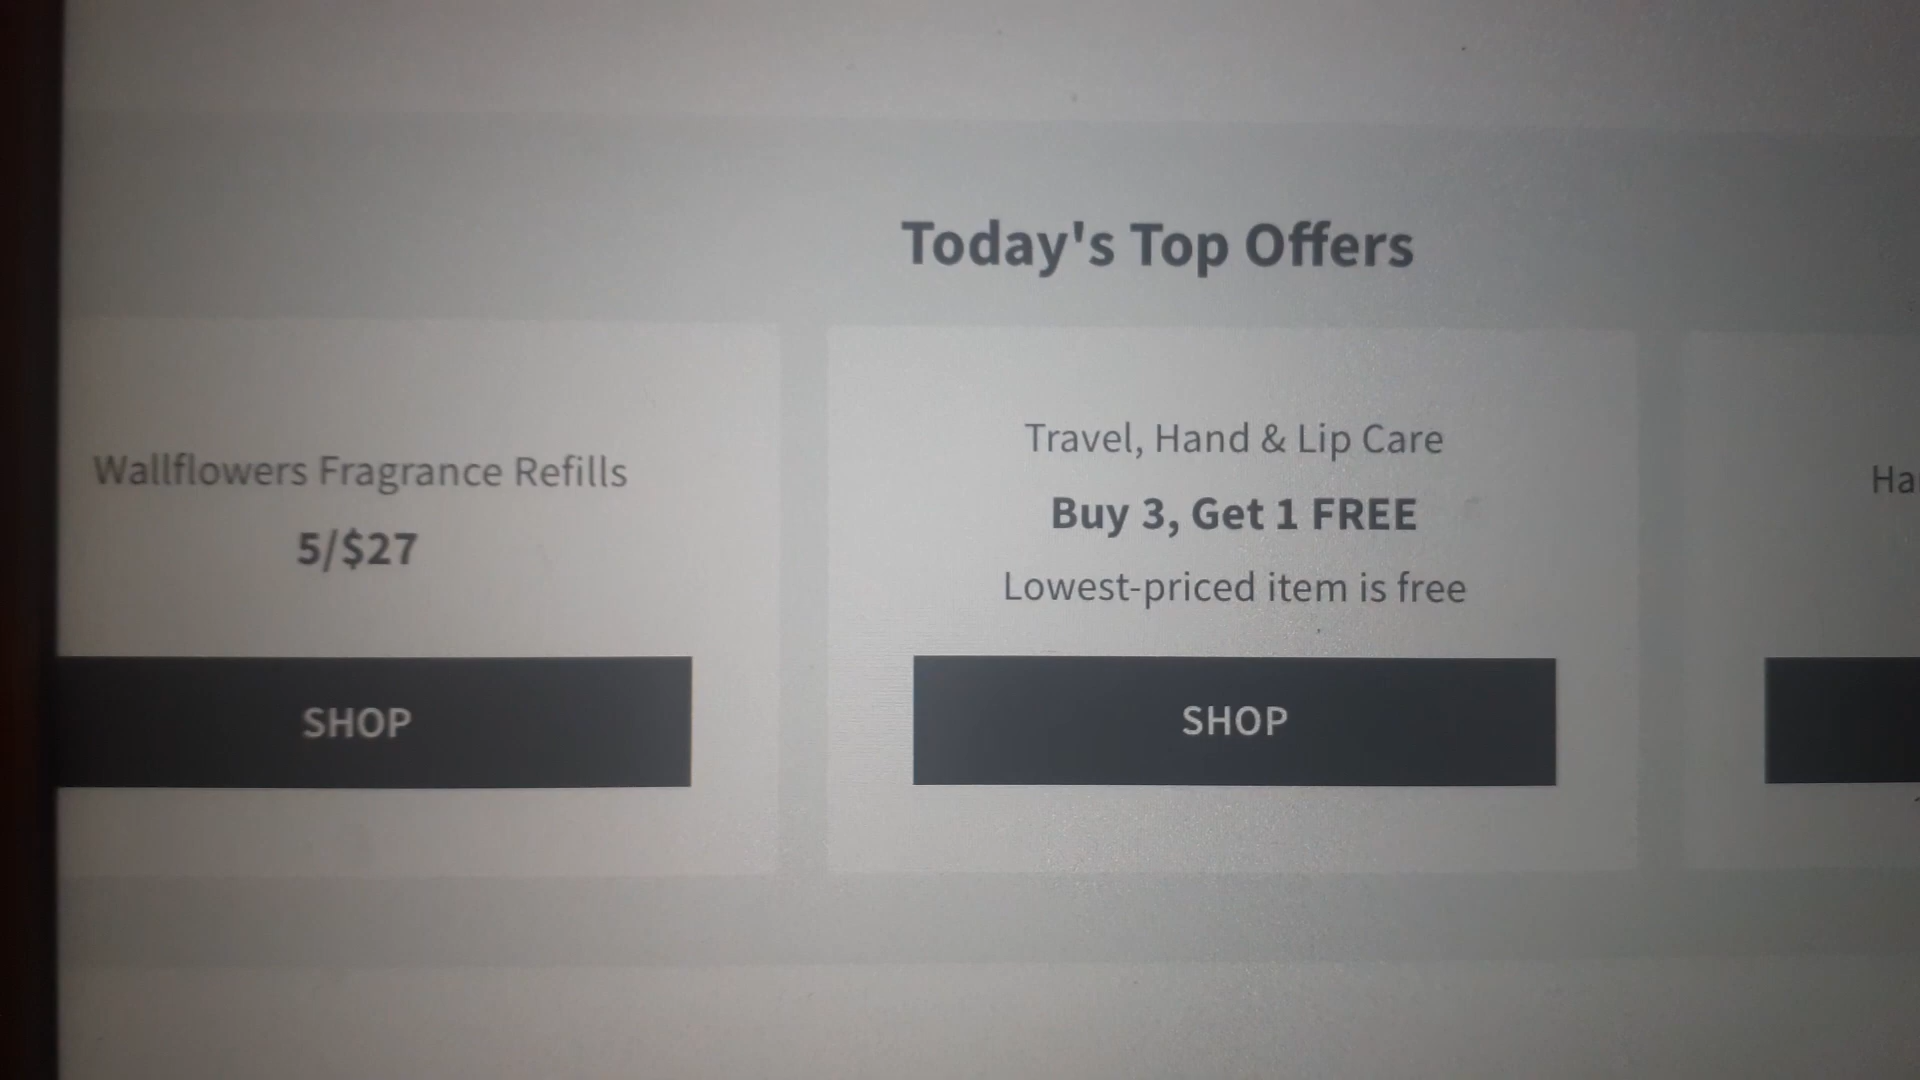 Today's Top Offers
Wallflowers Fragrance Refills
5/$27
SHOP
Travel, Hand & Lip Care
Buy 3, Get 1 FREE
Lowest-priced item is free
SHOP